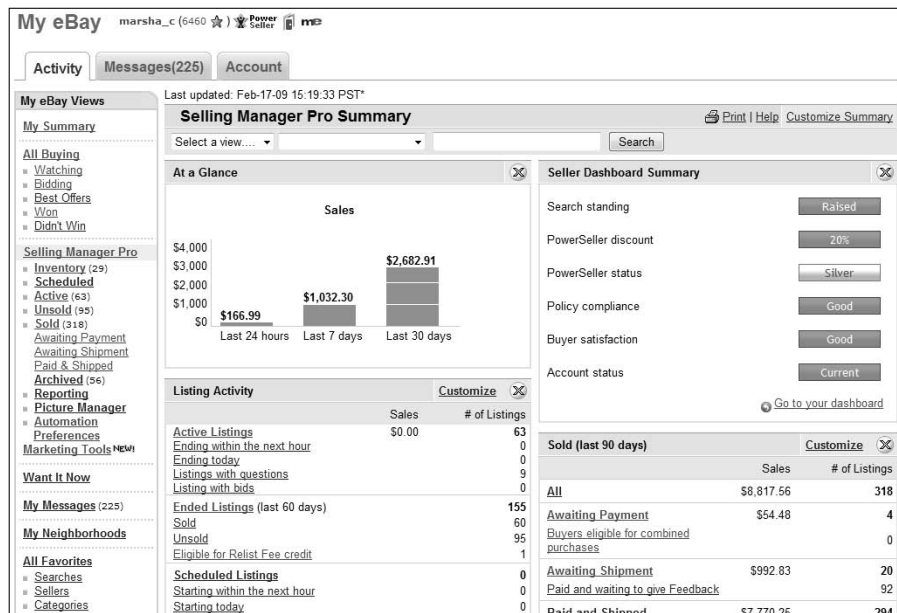 My eBay marsha_c (6460 ) Power Seller me
Activity Messages(225) Account
My eBay Views
My Summary
All Buying
Watching
Bidding
Best Offers
Won
Didn't Win
Selling Manager Pro
Inventory (29)
Scheduled
Active (63)
Unsold (95)
Sold (318)
Awaiting Payment
Awaiting Shipment
Paid & Shipped
Archived (56)
Reporting
Picture Manager
Automation
Preferences
Marketing Tools NEW!
Want It Now
My Messages (225)
My Neighborhoods
All Favorites
Searches
Sellers
Categories
Last updated: Feb-17-09 15:19:33 PST*
Selling Manager Pro Summary Print | Help Customize Summary
Select a view.... Search
At a Glance
Sales
$4,000
$3,000
$2,000
$1,000
$0
$166.99 $1,032.30 $2,682.91
Last 24 hours Last 7 days Last 30 days
Listing Activity Customize
Sales # of Listings
Active Listings $0.00 63
Ending within the next hour 0
Ending today 0
Listings with questions 9
Listing with bids 0
Ended Listings (last 60 days) 155
Sold 60
Unsold 95
Eligible for Relist Fee credit 1
Scheduled Listings 0
Starting within the next hour 0
Starting today 0
Seller Dashboard Summary
Search standing Raised
PowerSeller discount 20%
PowerSeller status Silver
Policy compliance Good
Buyer satisfaction Good
Account status Current
Go to your dashboard
Sold (last 90 days) Customize
Sales # of Listings
All $8,817.56 318
Awaiting Payment $54.48 4
Buyers eligible for combined 0
purchases
Awaiting Shipment $992.83 20
Paid and waiting to give Feedback 92
Paid and Shipped $7,770.25 294